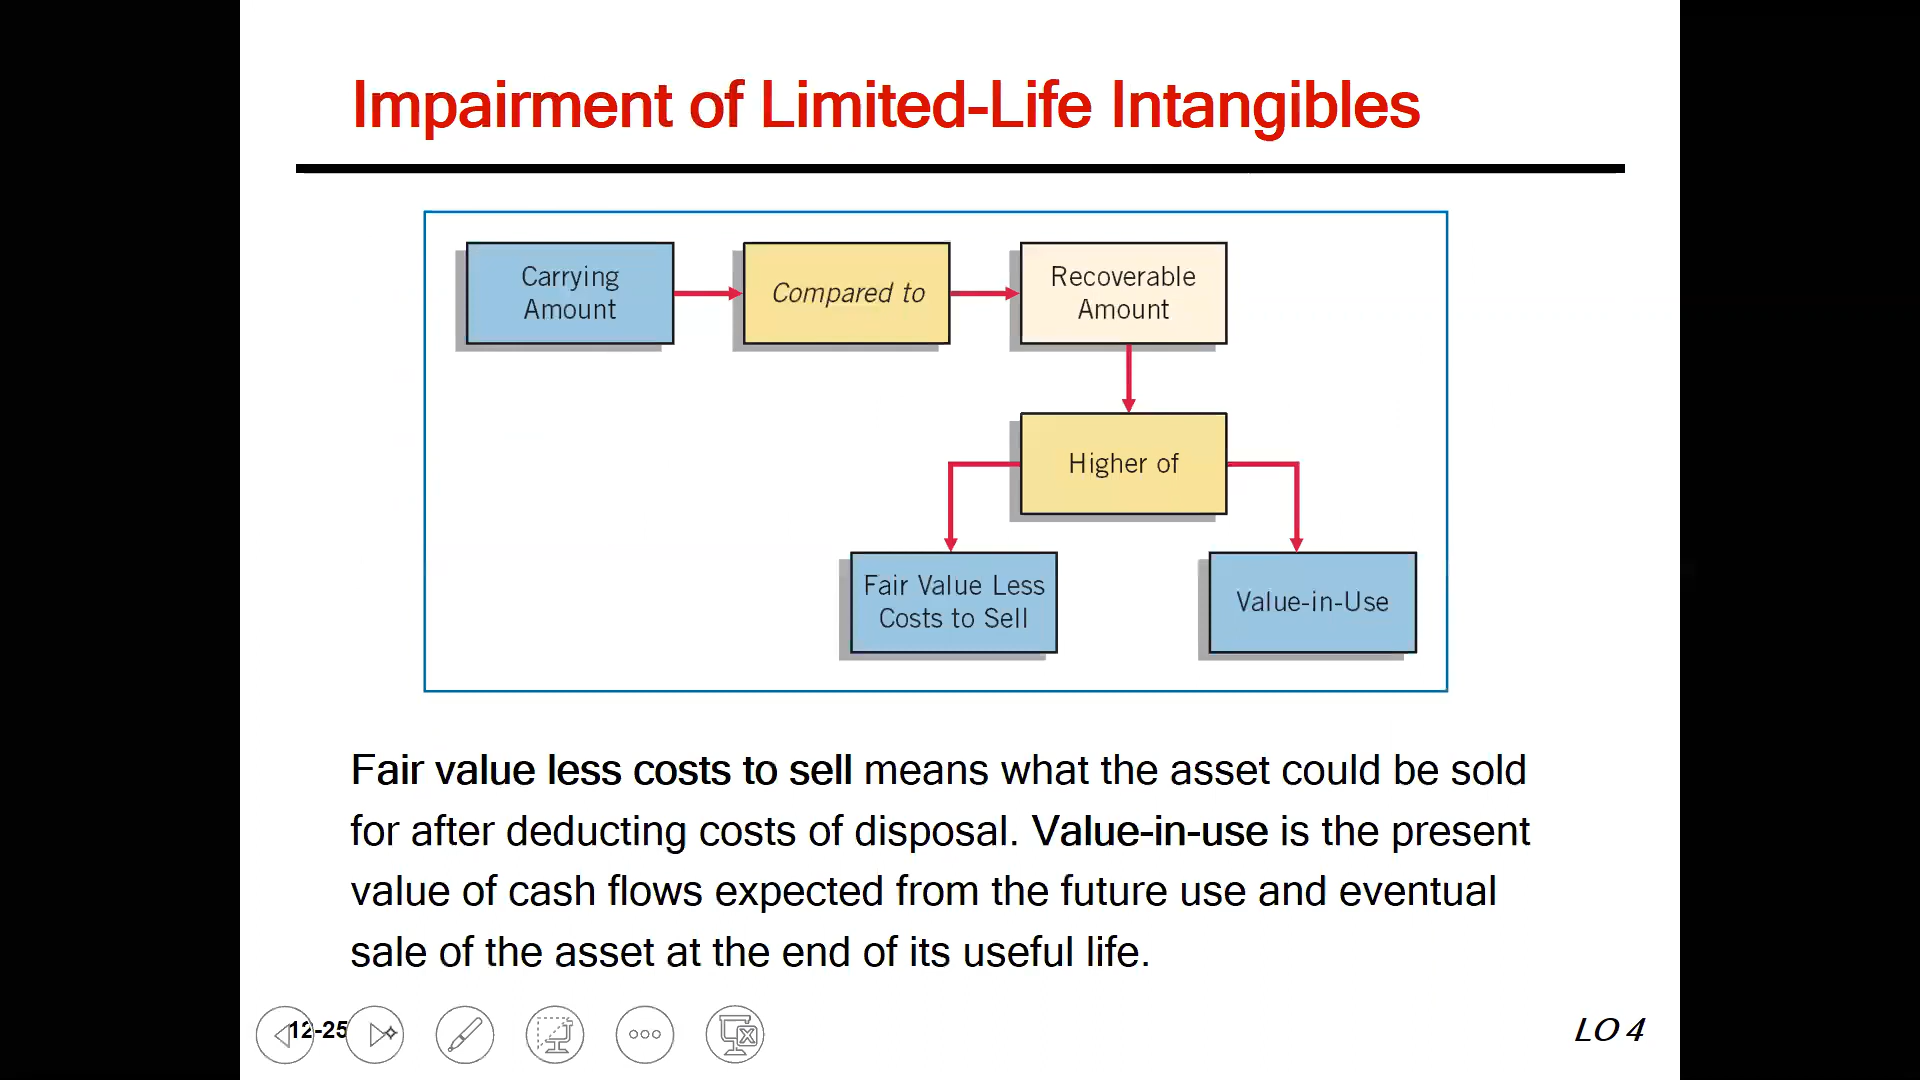 Impairment of Limited-Life Intangibles
Carrying
Amount
Compared to
Recoverable
Amount
Higher of
Fair Value Less
Costs to Sell
Value-in-Use
Fair value less costs to sell means what the asset could be sold
for after deducting costs of disposal. Value-in-use is the present
value of cash flows expected from the future use and eventual
sale of the asset at the end of its useful life.
12-25
LO 4